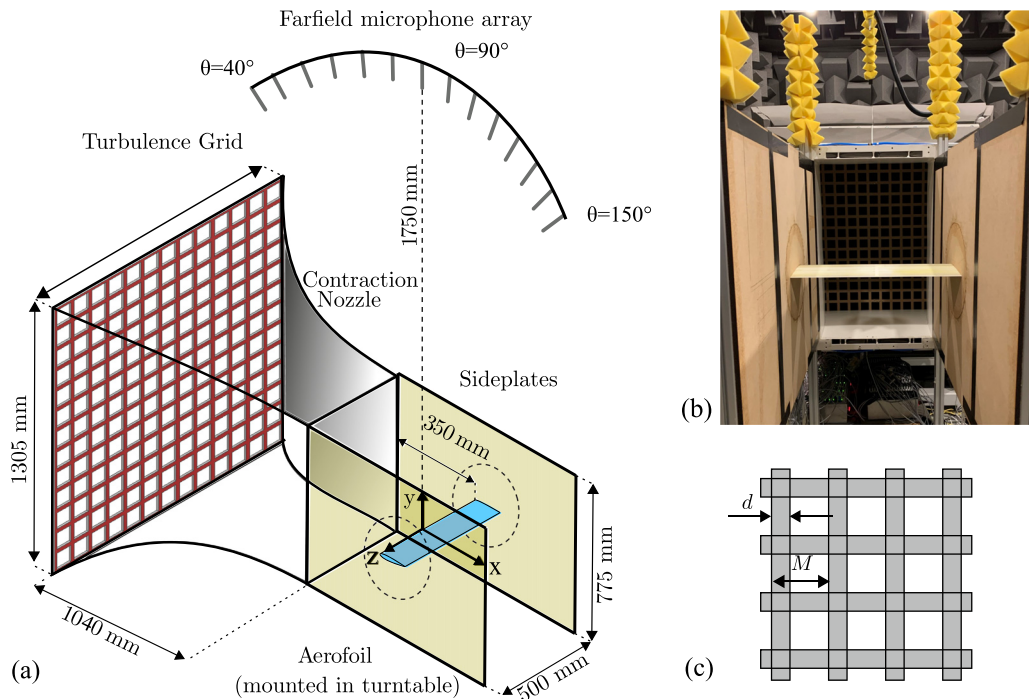 Farfield microphone array
θ=40°
θ=90°
θ=150°
Turbulence Grid
1750 mm
Contraction
Nozzle
Sideplates
350 mm
1305 mm
y
z
x
775 mm
1040 mm
500 mm
Aerofoil
(mounted in turntable)
(a)
(b)
d
M
(c)